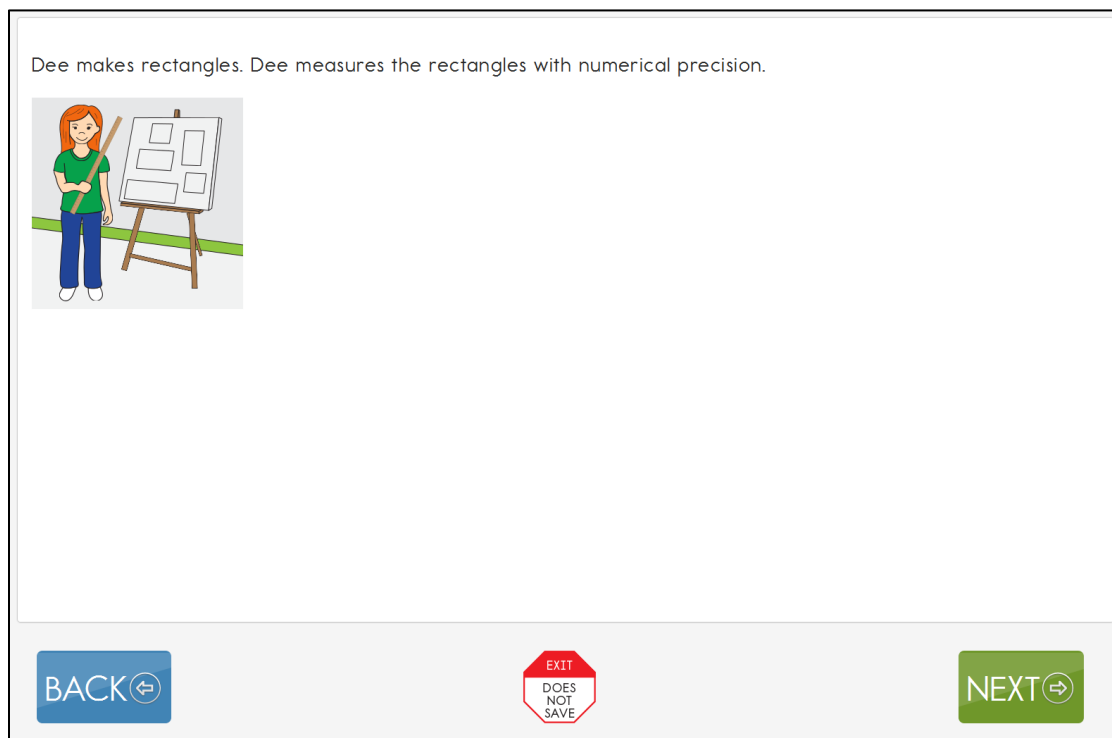 Dee makes rectangles. Dee measures the rectangles with numerical precision.
BACK
EXIT
DOES
NOT
SAVE
NEXT